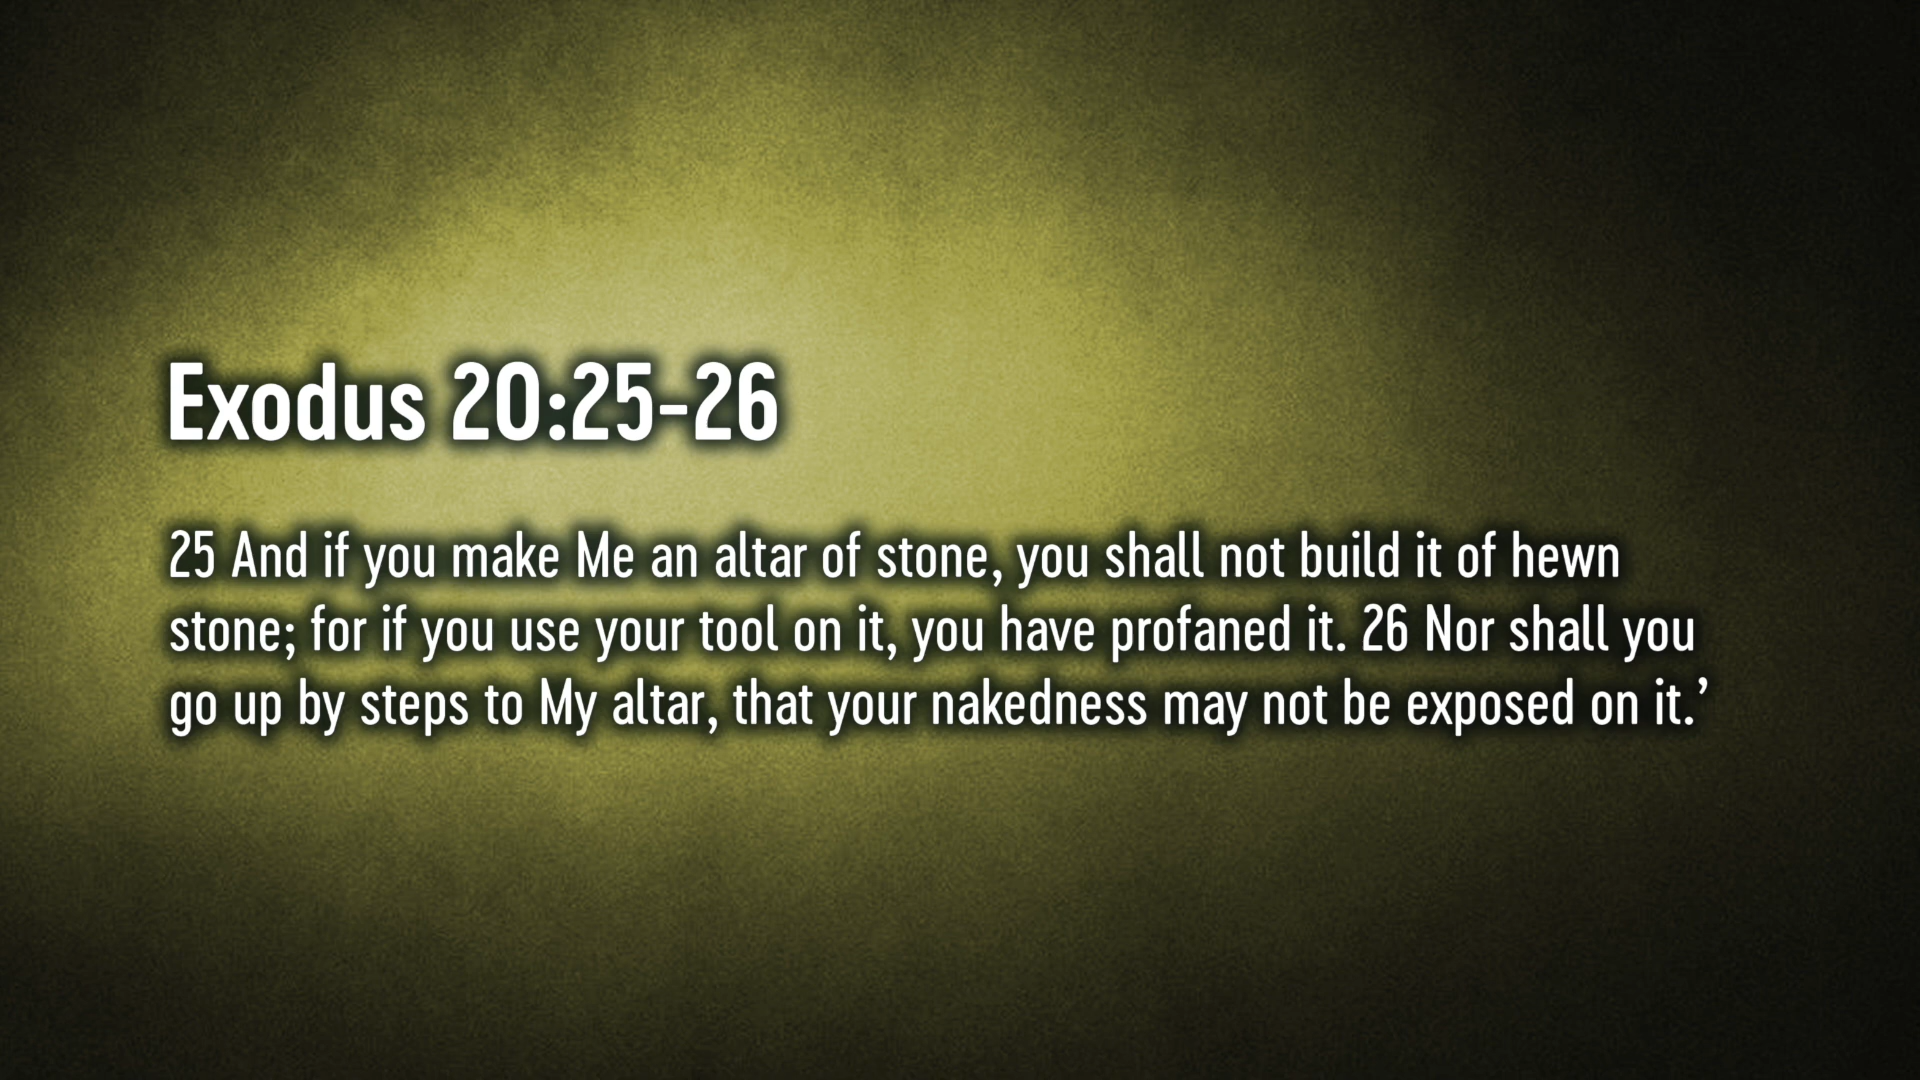 Exodus 20:25-26
25 And if you make Me an altar of stone, you shall not build it of hewn
stone; for if you use your tool on it, you have profaned it. 26 Nor shall you
go up by steps to My altar, that your nakedness may not be exposed on it.’